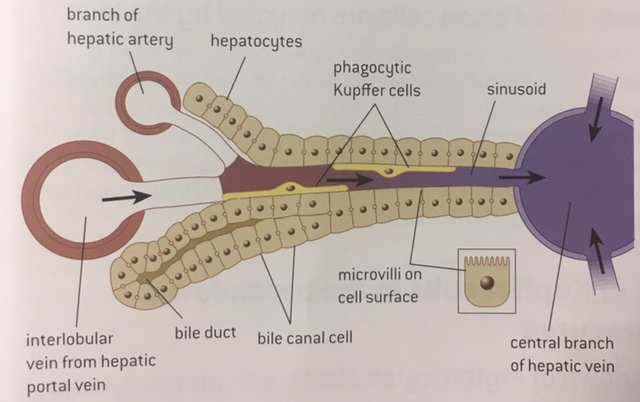 branch of
hepatic artery
hepatocytes
phagocytic
Kupffer cells
sinusoid
microvilli on
cell surface
bile duct
bile canal cell
interlobular
vein from hepatic
portal vein
central branch
of hepatic vein